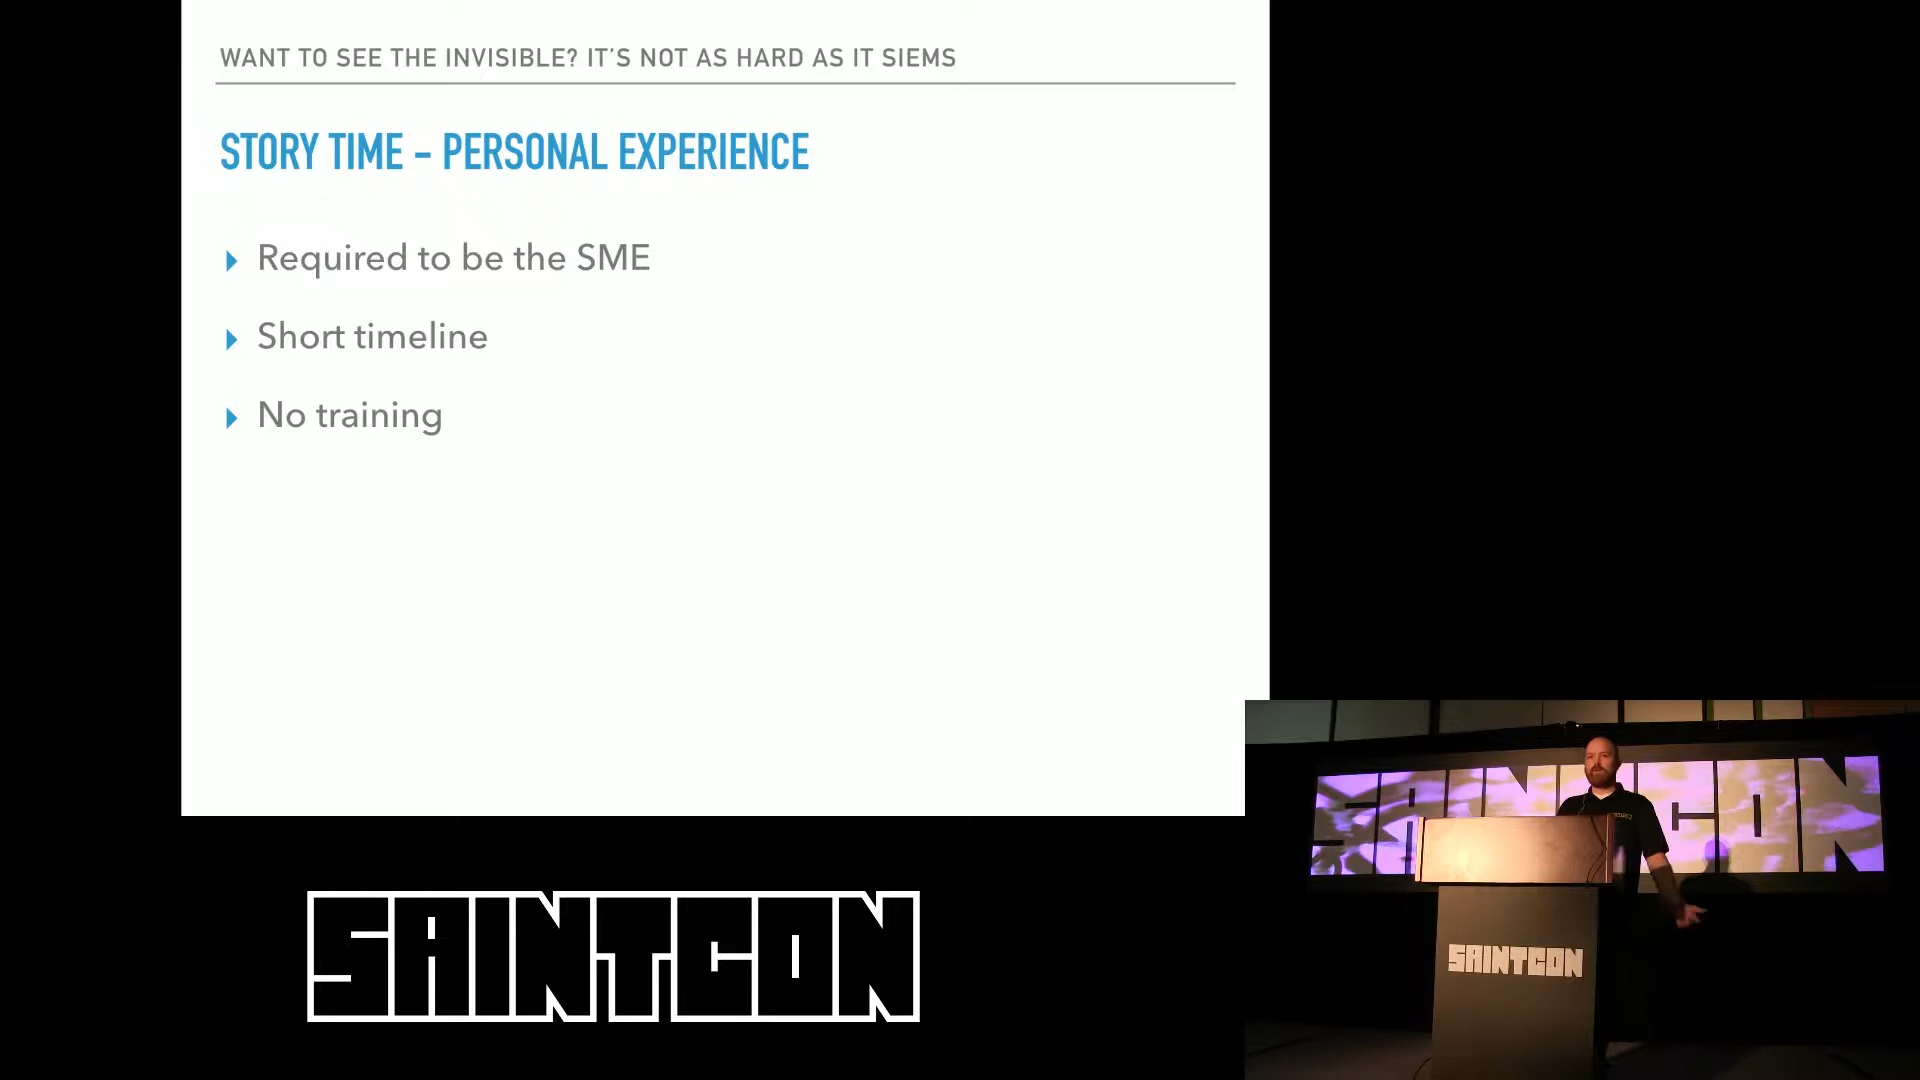 WANT TO SEE THE INVISIBLE? IT'S NOT AS HARD AS IT SIEMS
STORY TIME - PERSONAL EXPERIENCE
Required to be the SME
Short timeline
No training
SAINTCON
SAINTCON
SAINTCON